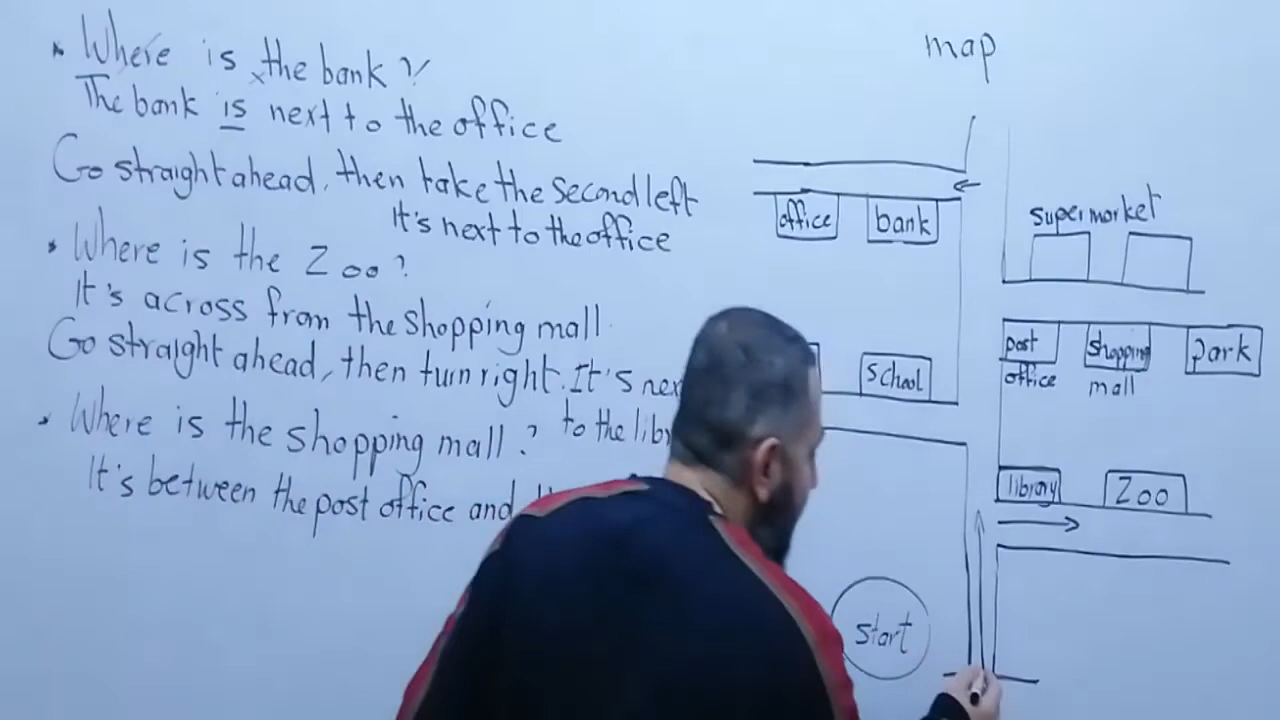 Where is the bank?
The bank is next to the office
Go straight ahead, then take the second left
It's next to the office
Where is the Zoo?
It's across from the shopping mall.
Go straight ahead, then turn right. It's
to the
Where is the shopping mall?
It's between the post office and
map
office
bank
supermarket
school
post
office
shopping
mall
park
library
Zoo
start